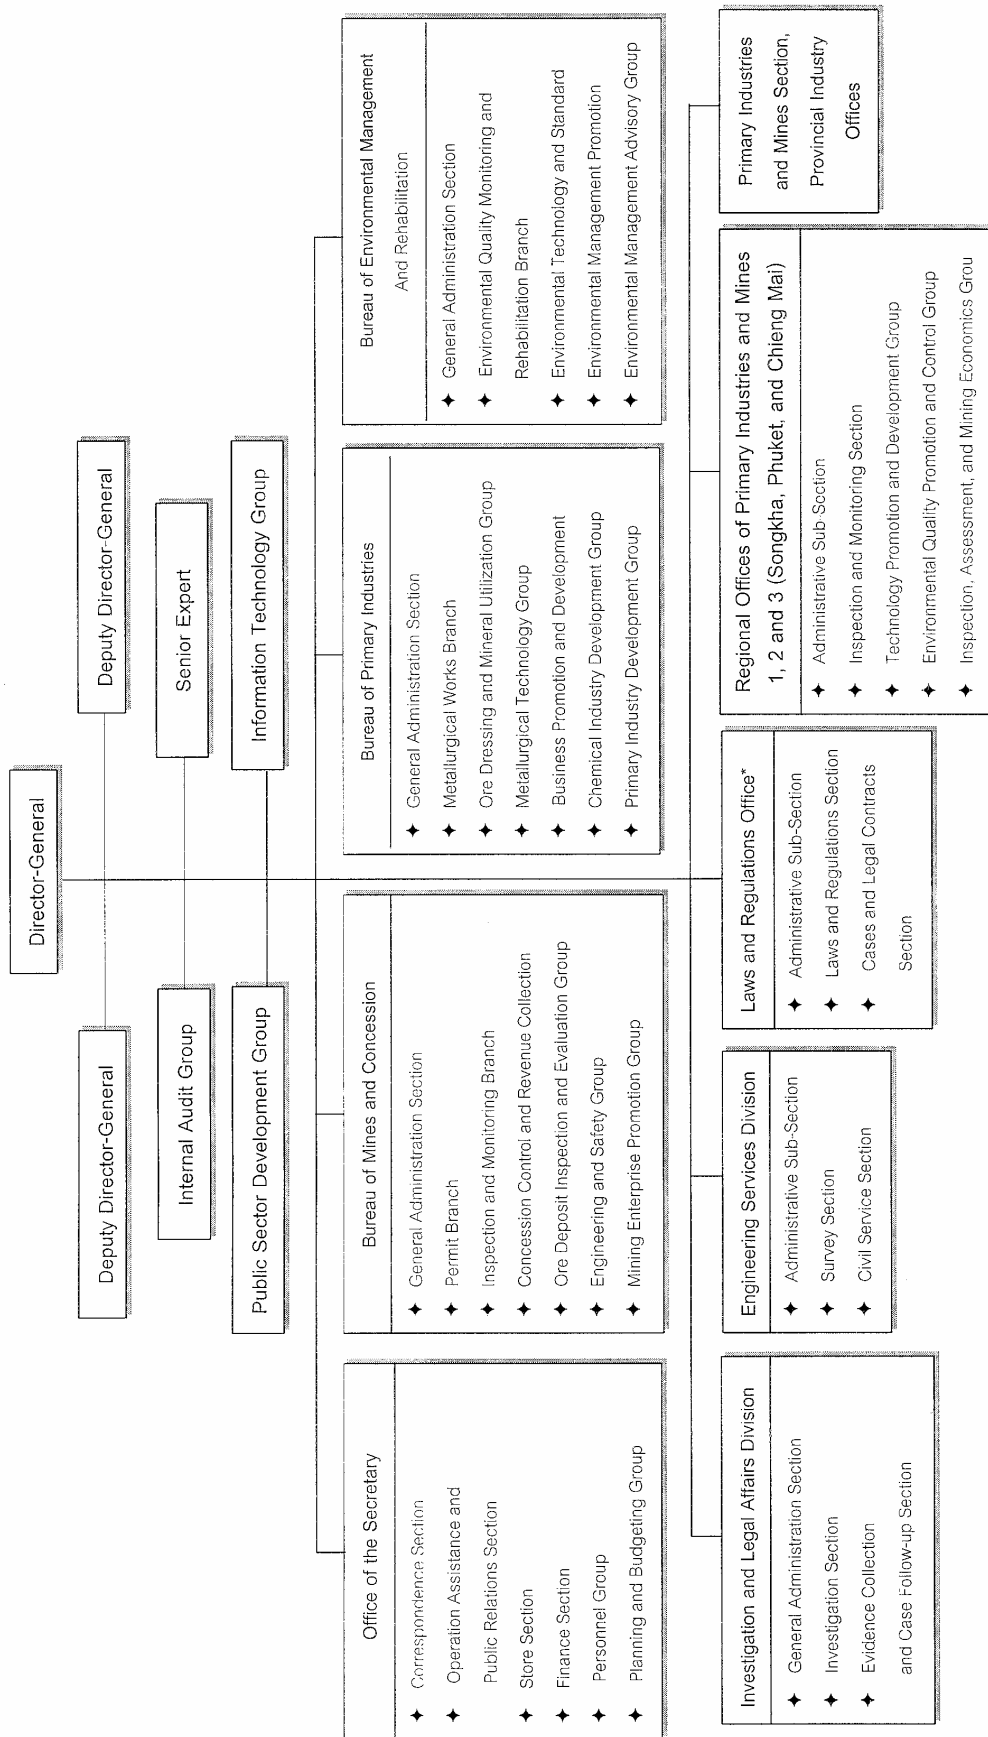 Director-General
Deputy Director-General
Deputy Director-General
Internal Audit Group
Senior Expert
Public Sector Development Group
Information Technology Group
Office of the Secretary
✦ Correspondence Section
✦ Operation Assistance and
Public Relations Section
✦ Store Section
✦ Finance Section
✦ Personnel Group
✦ Planning and Budgeting Group
Bureau of Mines and Concession
✦ General Administration Section
✦ Permit Branch
✦ Inspection and Monitoring Branch
✦ Concession Control and Revenue Collection
✦ Ore Deposit Inspection and Evaluation Group
✦ Engineering and Safety Group
✦ Mining Enterprise Promotion Group
Bureau of Primary Industries
✦ General Administration Section
✦ Metallurgical Works Branch
✦ Ore Dressing and Mineral Utilization Group
✦ Metallurgical Technology Group
✦ Business Promotion and Development
✦ Chemical Industry Development Group
✦ Primary Industry Development Group
Bureau of Environmental Management
And Rehabilitation
✦ General Administration Section
✦ Environmental Quality Monitoring and
Rehabilitation Branch
✦ Environmental Technology and Standard
✦ Environmental Management Promotion
✦ Environmental Management Advisory Group
Investigation and Legal Affairs Division
✦ General Administration Section
✦ Investigation Section
✦ Evidence Collection
and Case Follow-up Section
Engineering Services Division
✦ Administrative Sub-Section
✦ Survey Section
✦ Civil Service Section
Laws and Regulations Office*
✦ Administrative Sub-Section
✦ Laws and Regulations Section
✦ Cases and Legal Contracts
Section
Regional Offices of Primary Industries and Mines
1, 2 and 3 (Songkha, Phuket, and Chieng Mai)
✦ Administrative Sub-Section
✦ Inspection and Monitoring Section
✦ Technology Promotion and Development Group
✦ Environmental Quality Promotion and Control Group
✦ Inspection, Assessment, and Mining Economics Grou
Primary Industries
and Mines Section,
Provincial Industry
Offices